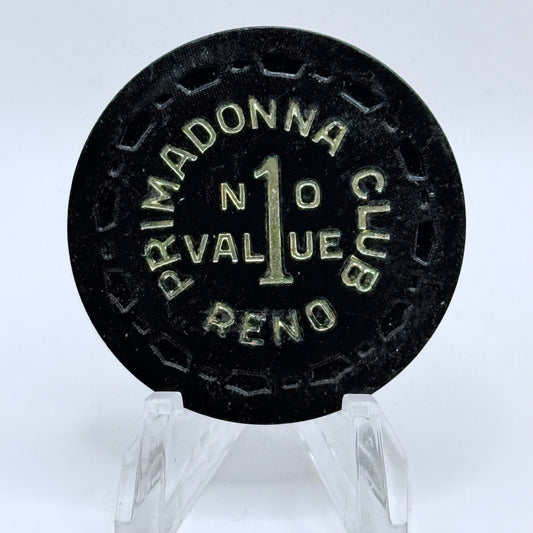 PRIMADONNA CLUB
NO
1
VALUE
RENO